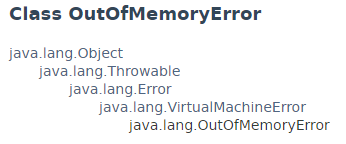 Class OutOfMemoryError
java.lang.Object
java.lang.Throwable
java.lang.Error
java.lang.VirtualMachineError
java.lang.OutOfMemoryError